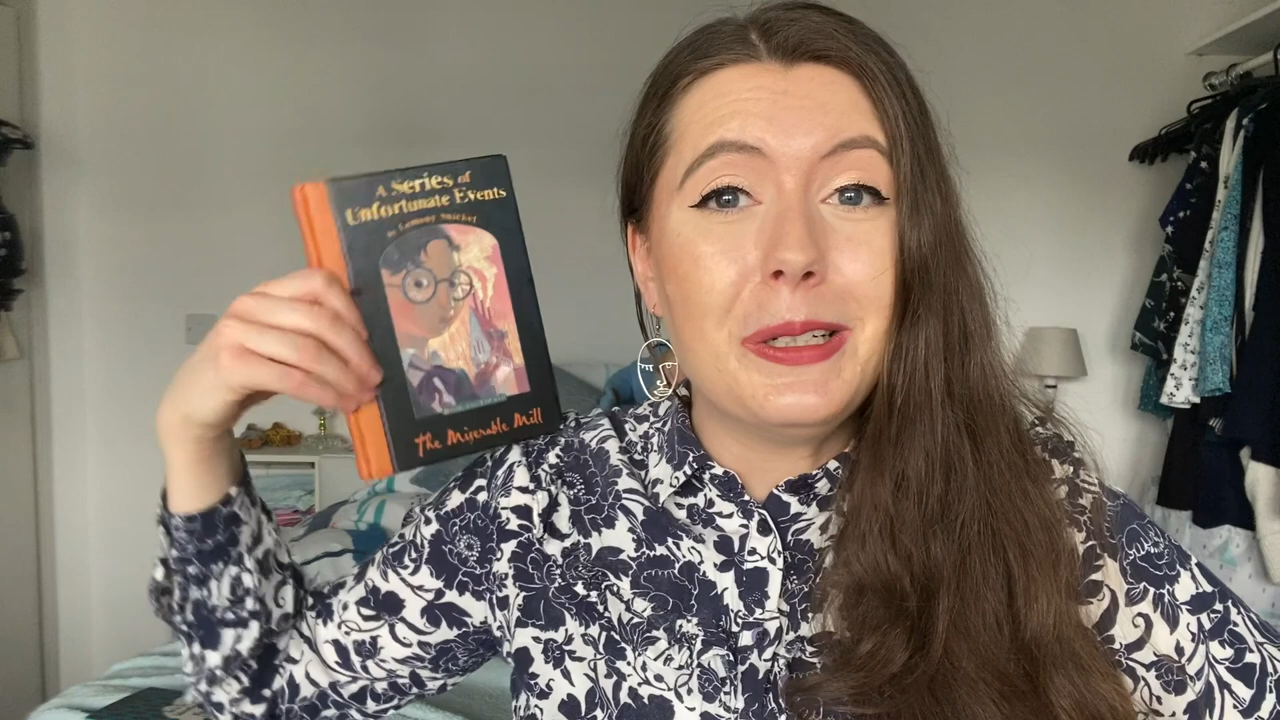 A Series of
Unfortunate Events
by Lemony Snicket
The Miserable Mill